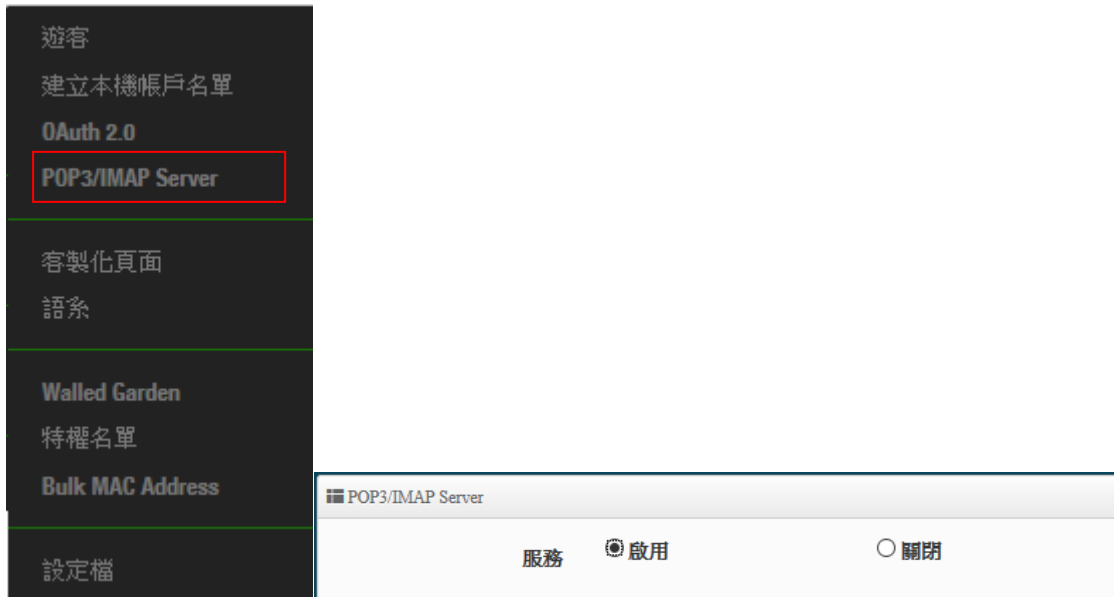 遊客
建立本機帳戶名單
OAuth 2.0
POP3/IMAP Server
客製化頁面
語系
Walled Garden
特權名單
Bulk MAC Address
設定檔
POP3/IMAP Server
服務 啟用 關閉